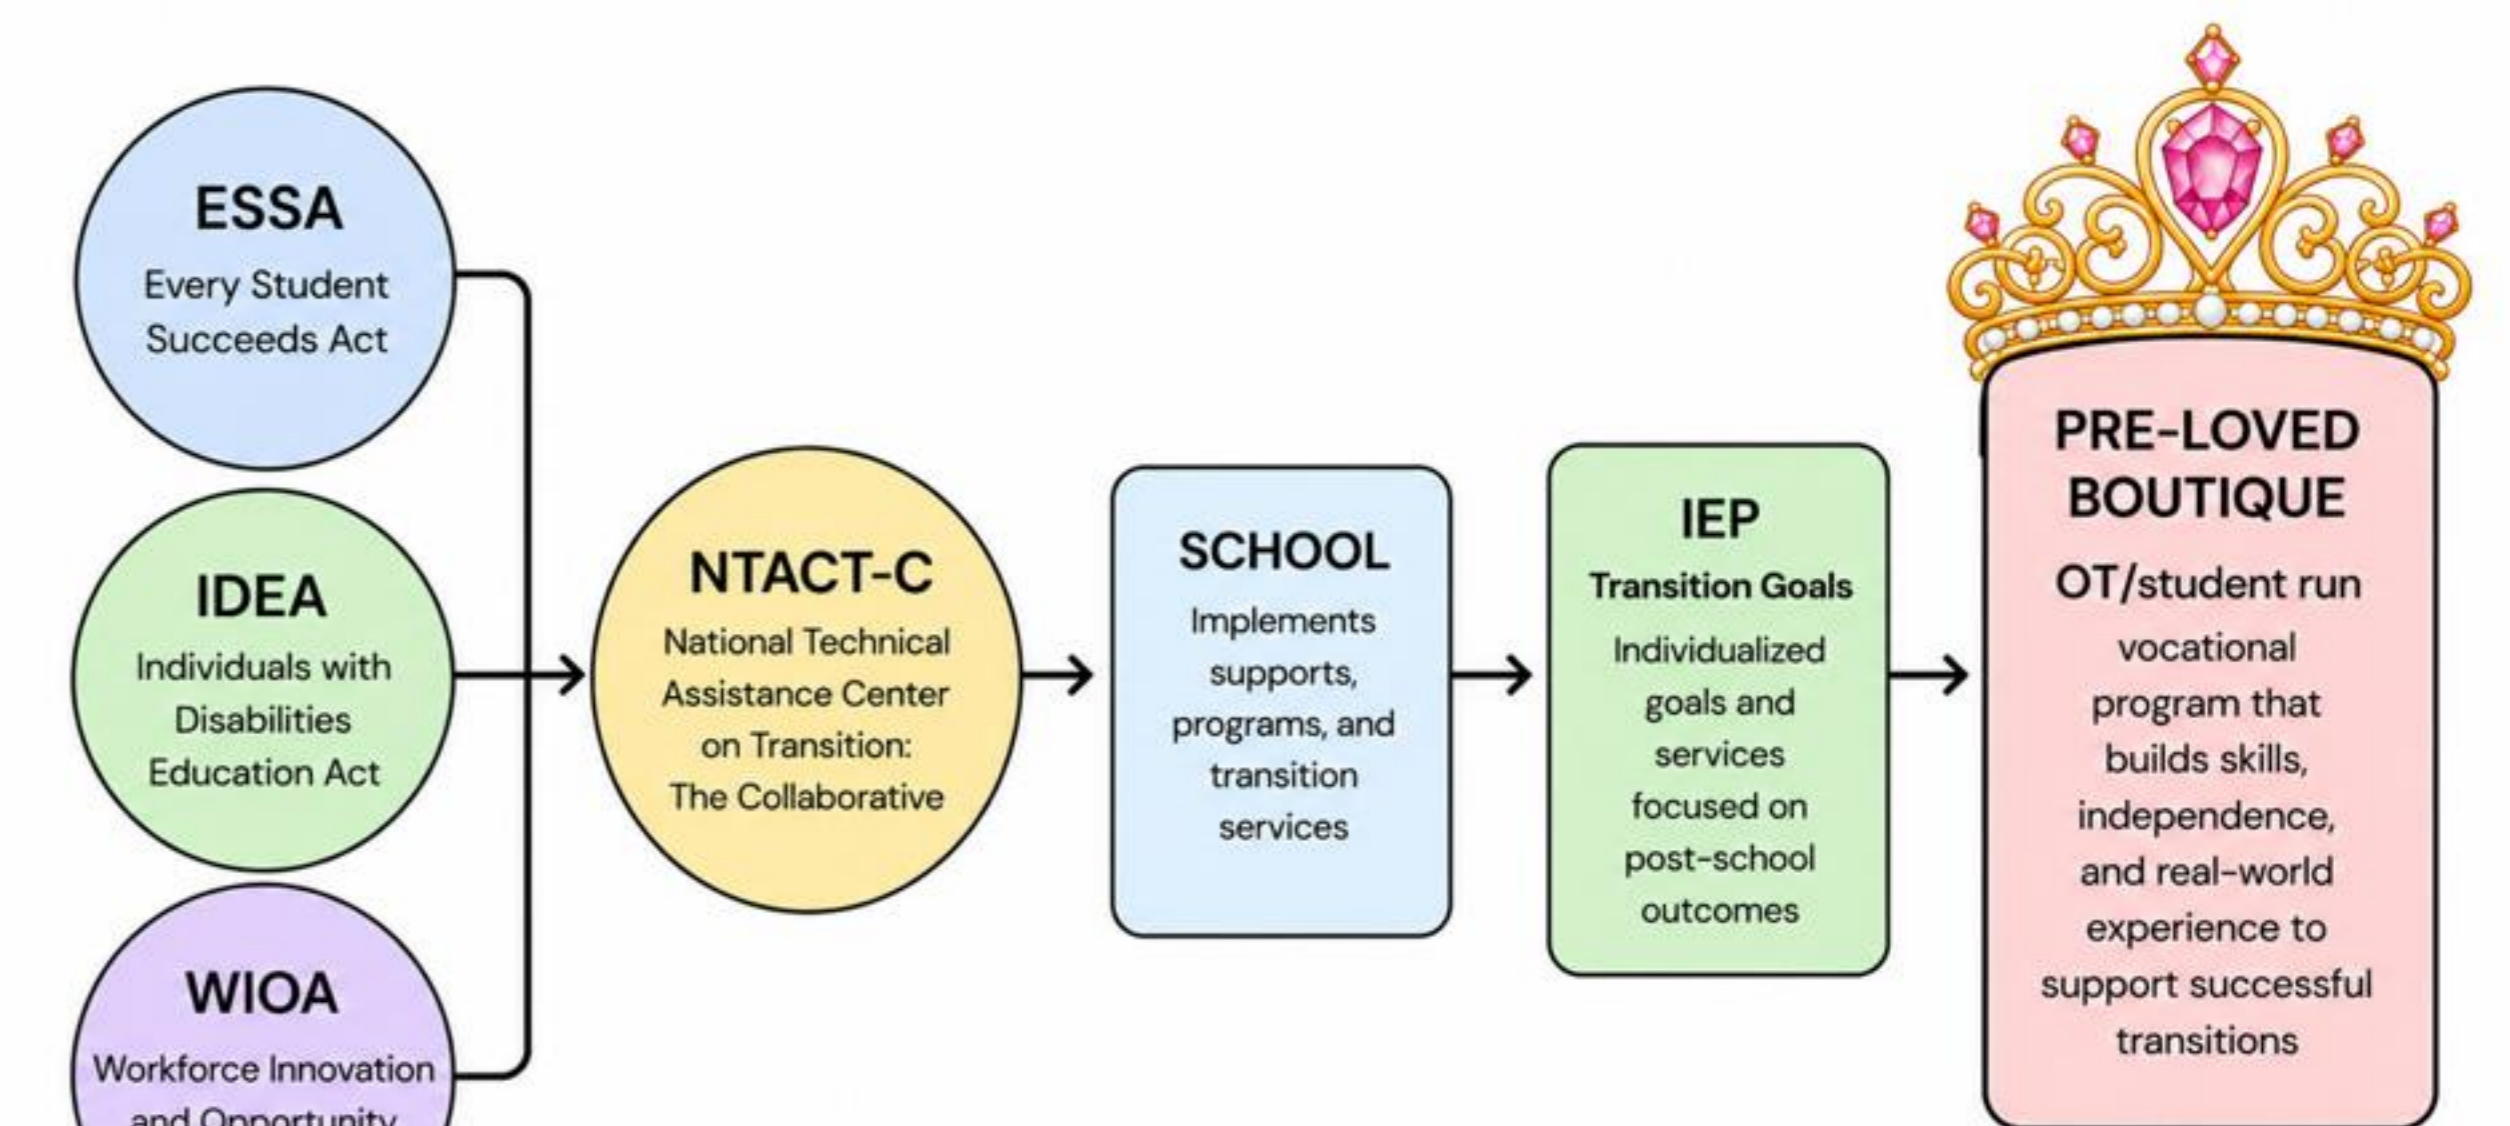 ESSA
Every Student
Succeeds Act
IDEA
Individuals with
Disabilities
Education Act
WIOA
Workforce Innovation
and Opportunity
NTACT-C
National Technical
Assistance Center
on Transition:
The Collaborative
SCHOOL
Implements
supports,
programs, and
transition
services
IEP
Transition Goals
Individualized
goals and
services
focused on
post-school
outcomes
PRE-LOVED
BOUTIQUE
OT/student run
vocational
program that
builds skills,
independence,
and real-world
experience to
support successful
transitions